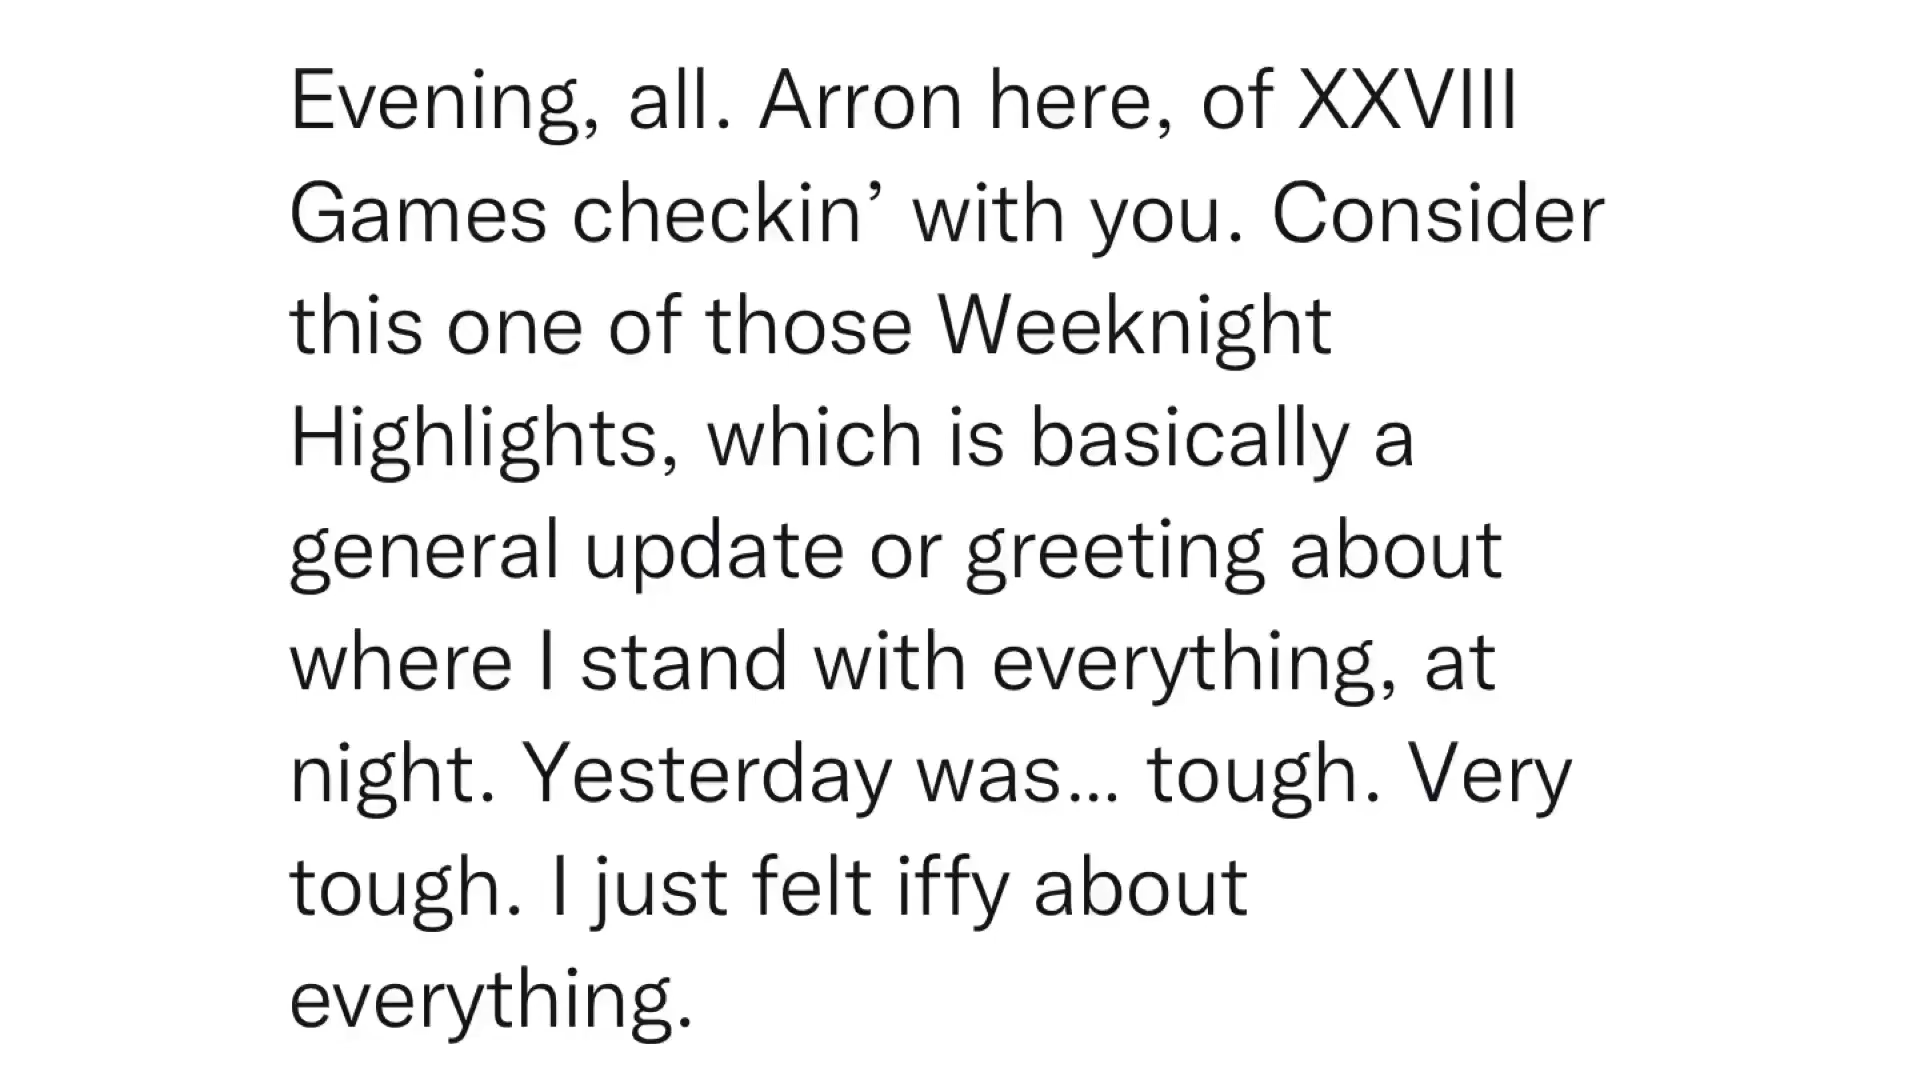 Evening, all. Arron here, of XXVIII
Games checkin’ with you. Consider
this one of those Weeknight
Highlights, which is basically a
general update or greeting about
where I stand with everything, at
night. Yesterday was… tough. Very
tough. I just felt iffy about
everything.